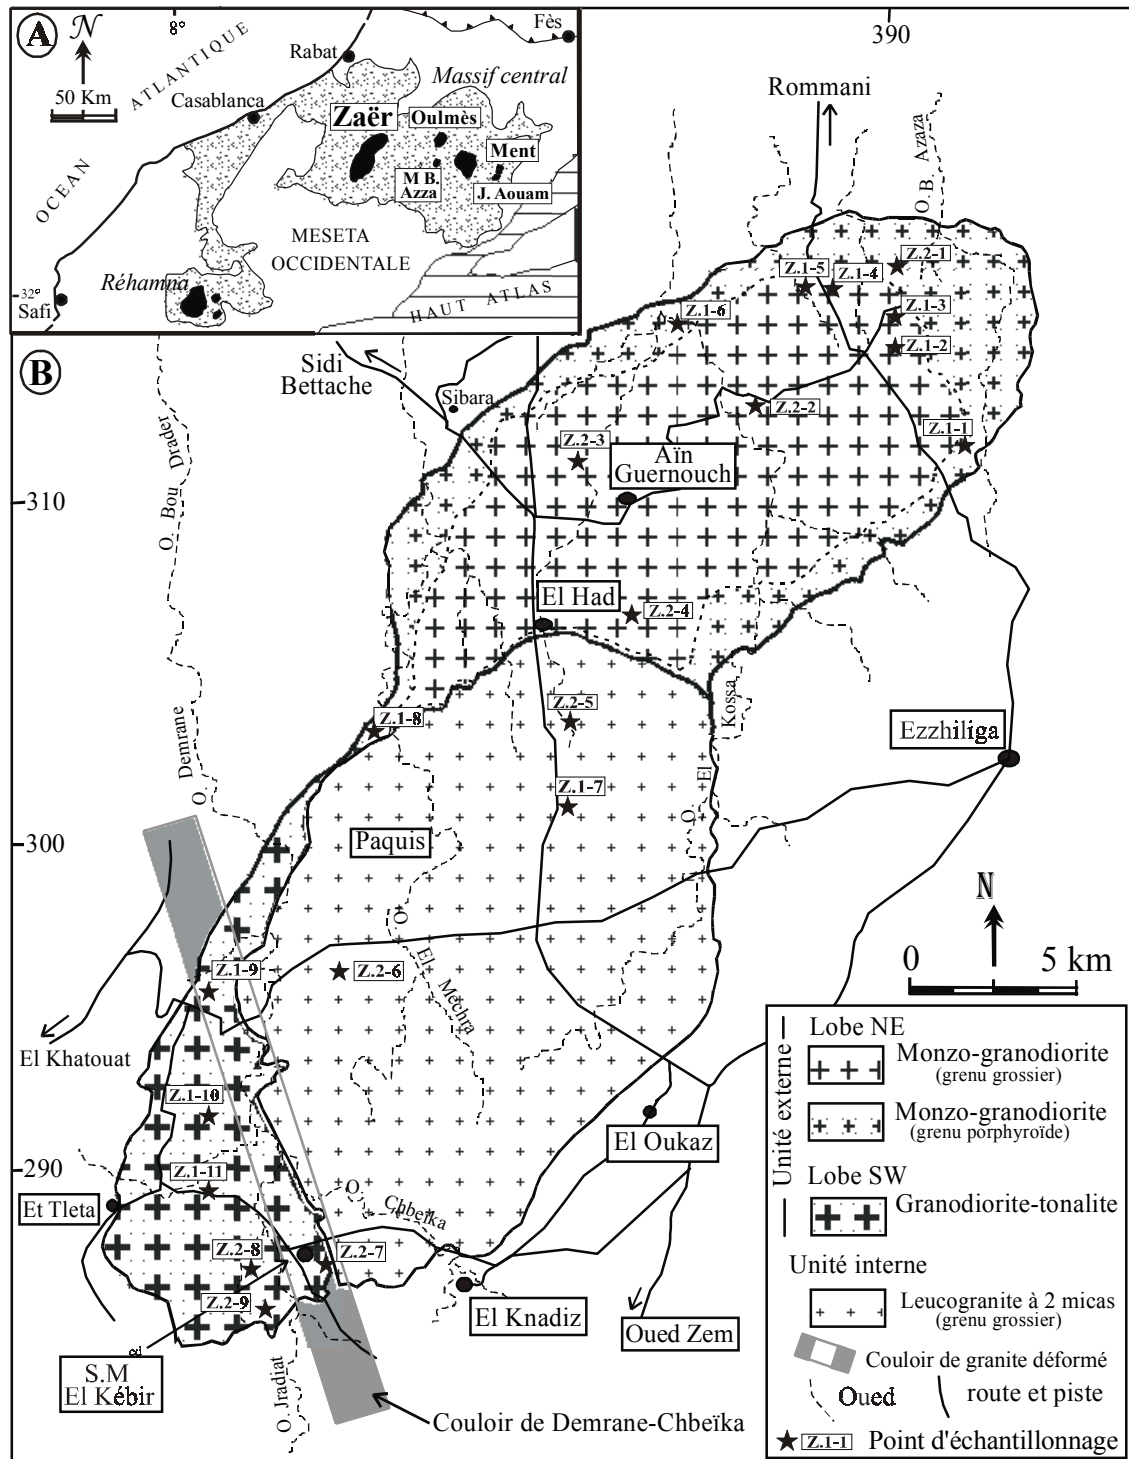 A
N
50 Km
8°
ATLANTIQUE
OCEAN
Fès
Rabat
Massif central
Casablanca
Zaër
Oulmès
Ment
M B.
Azza
J. Aouam
MESETA
OCCIDENTALE
Réhamna
32°
Safi
HAUT ATLAS
390
Rommani
O. B. Azaza
B
Sidi
Bettache
Sibara
O. Bou Drader
Z.2-1
Z.1-5
Z.1-4
Z.1-3
Z.1-6
Z.1-2
Z.2-2
Z.1-1
Z.2-3
Aïn
Guernouch
310
El Had
Z.2-4
Z.2-5
Z.1-8
O. El Kossa
Ezzhiliga
O. Demrane
Z.1-7
Paquis
300
O. El Mechra
Z.1-9
Z.2-6
N
0
5 km
El Khatouat
Z.1-10
El Oukaz
290
Z.1-11
Et Tleta
O. Chbeïka
Z.2-8
Z.2-7
Z.2-9
El Knadiz
Oued Zem
S.M
El Kébir
O. Jradiat
Couloir de Demrane-Chbeïka
Unité externe
Lobe NE
Monzo-granodiorite
(grenu grossier)
Monzo-granodiorite
(grenu porphyroïde)
Lobe SW
Granodiorite-tonalite
Unité interne
Leucogranite à 2 micas
(grenu grossier)
Couloir de granite déformé
Oued
route et piste
Z.1-1
Point d'échantillonnage